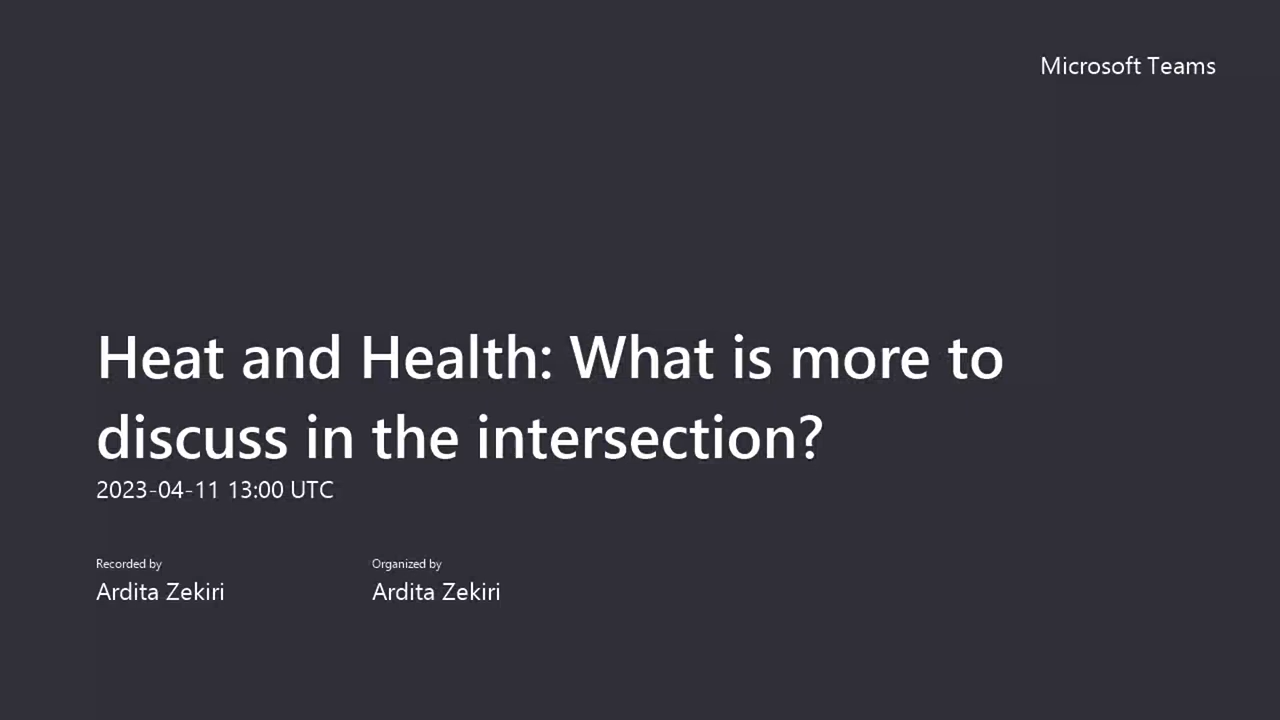 Microsoft Teams
Heat and Health: What is more to
discuss in the intersection?
2023-04-11 13:00 UTC
Recorded by
Ardita Zekiri
Organized by
Ardita Zekiri